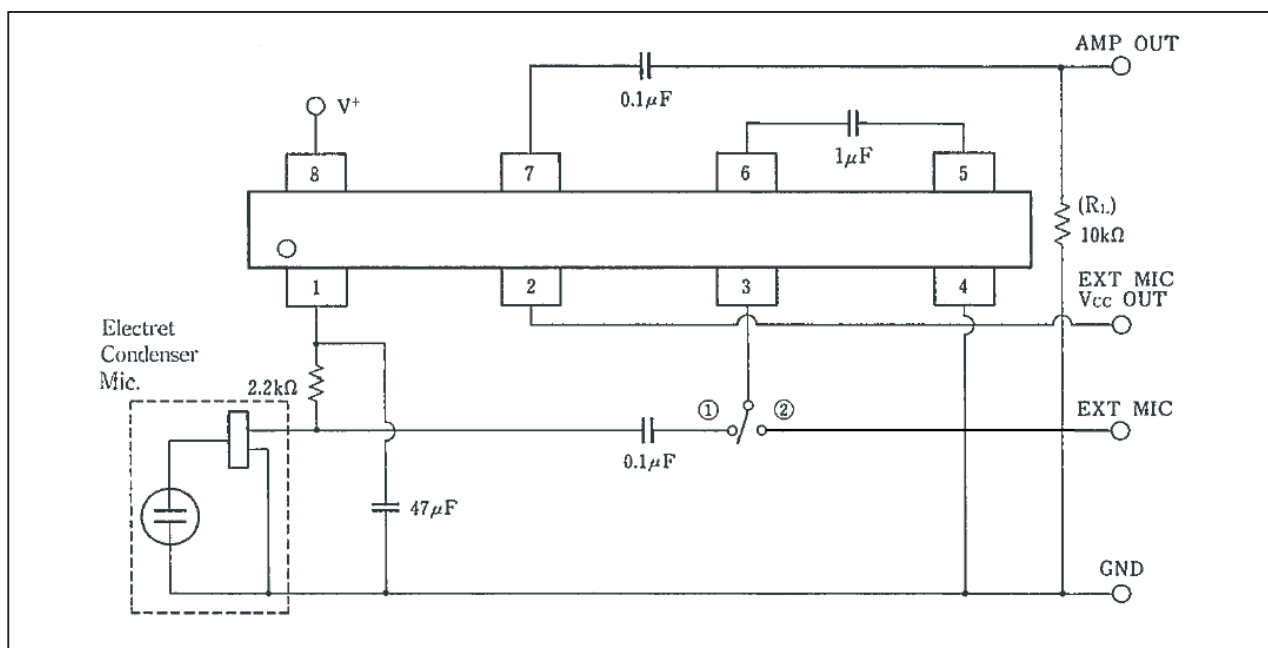 AMP OUT
0.1μF
V+
1μF
8
7
6
5
(RL)
10kΩ
1
2
3
4
EXT MIC
Vcc OUT
Electret
Condenser
Mic.
2.2kΩ
①
②
EXT MIC
0.1μF
47μF
GND